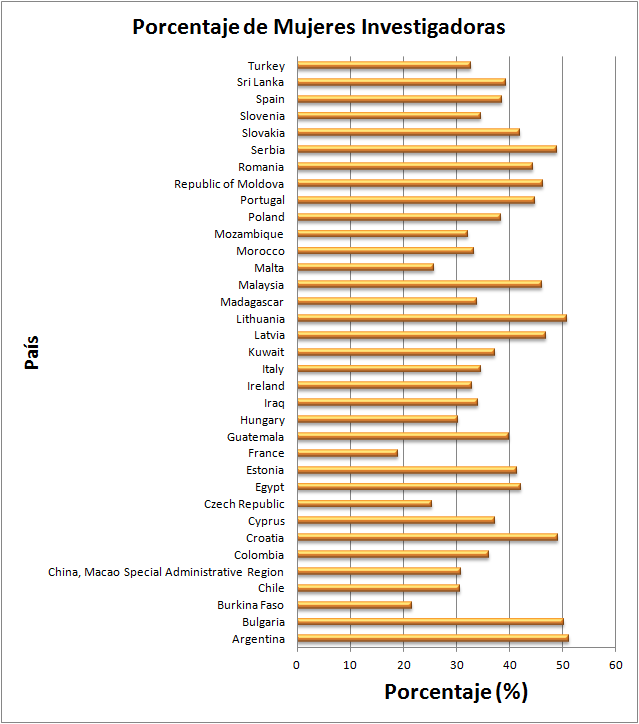 Porcentaje de Mujeres Investigadoras
Turkey
Sri Lanka
Spain
Slovenia
Slovakia
Serbia
Romania
Republic of Moldova
Portugal
Poland
Mozambique
Morocco
Malta
Malaysia
Madagascar
Lithuania
Latvia
Kuwait
Italy
Ireland
Iraq
Hungary
Guatemala
France
Estonia
Egypt
Czech Republic
Cyprus
Croatia
Colombia
China, Macao Special Administrative Region
Chile
Burkina Faso
Bulgaria
Argentina
País
0 10 20 30 40 50 60
Porcentaje (%)